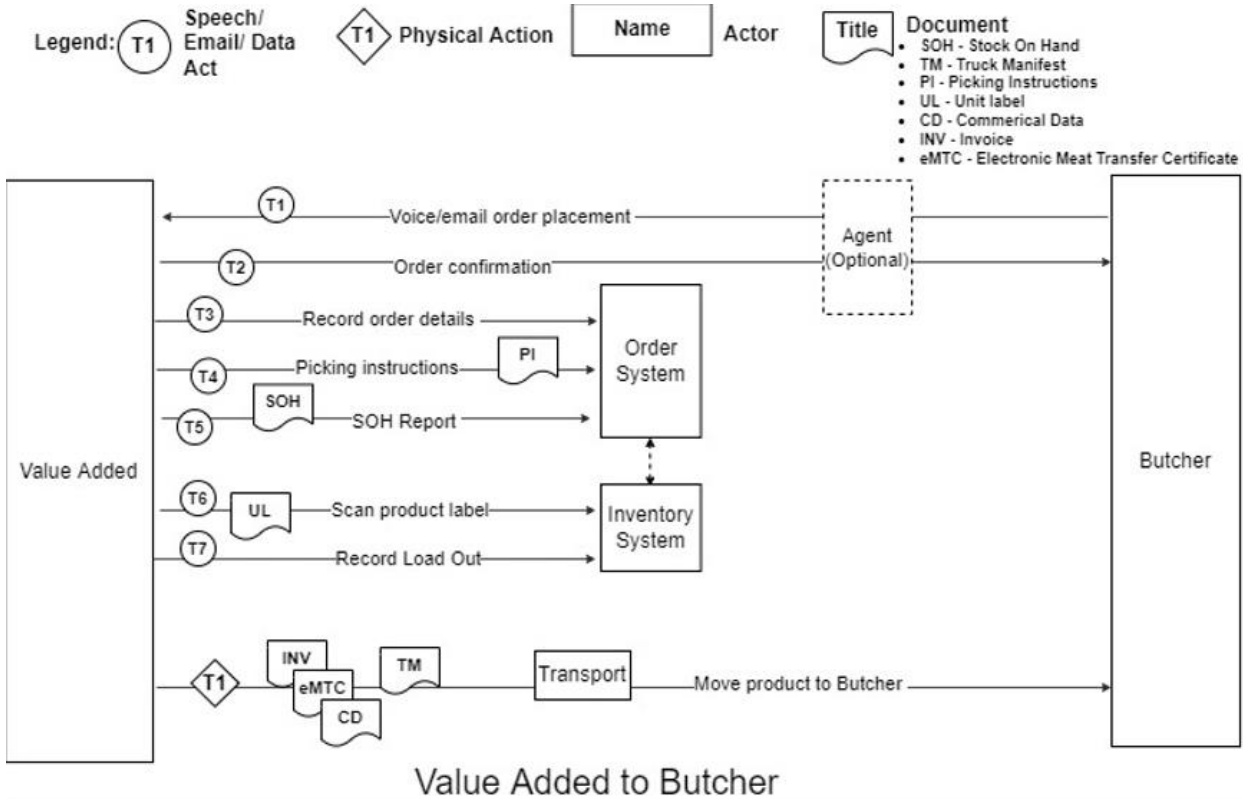 Legend:
T1
Speech/
Email/ Data
Act
T1
Physical Action
Name
Actor
Title
Document
• SOH - Stock On Hand
• TM - Truck Manifest
• PI - Picking Instructions
• UL - Unit label
• CD - Commerical Data
• INV - Invoice
• eMTC - Electronic Meat Transfer Certificate
Value Added
T1
Voice/email order placement
Agent
(Optional)
T2
Order confirmation
T3
Record order details
Order
System
T4
Picking instructions
PI
T5
SOH
SOH Report
Butcher
T6
UL
Scan product label
Inventory
System
T7
Record Load Out
T1
INV
eMTC
CD
TM
Transport
Move product to Butcher
Value Added to Butcher